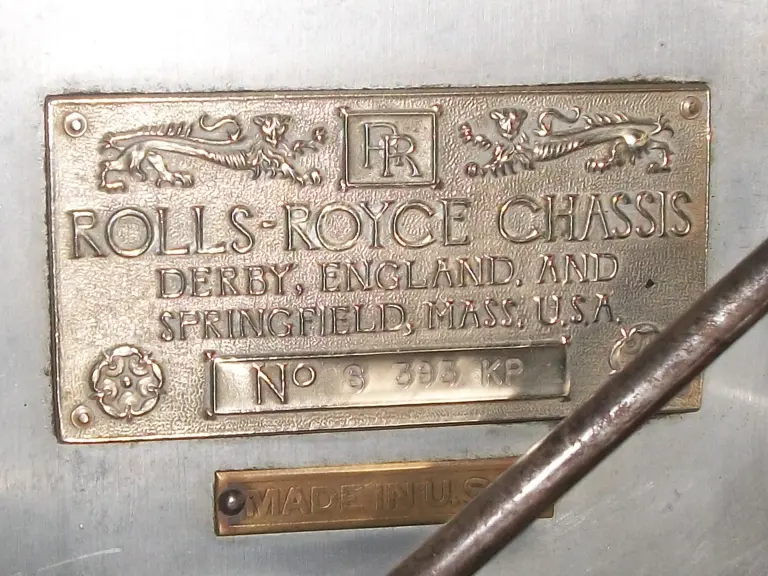 RR
ROLLS-ROYCE CHASSIS
DERBY, ENGLAND. AND
SPRINGFIELD, MASS, U.S.A.
No S 393 KP
MADE IN U.S